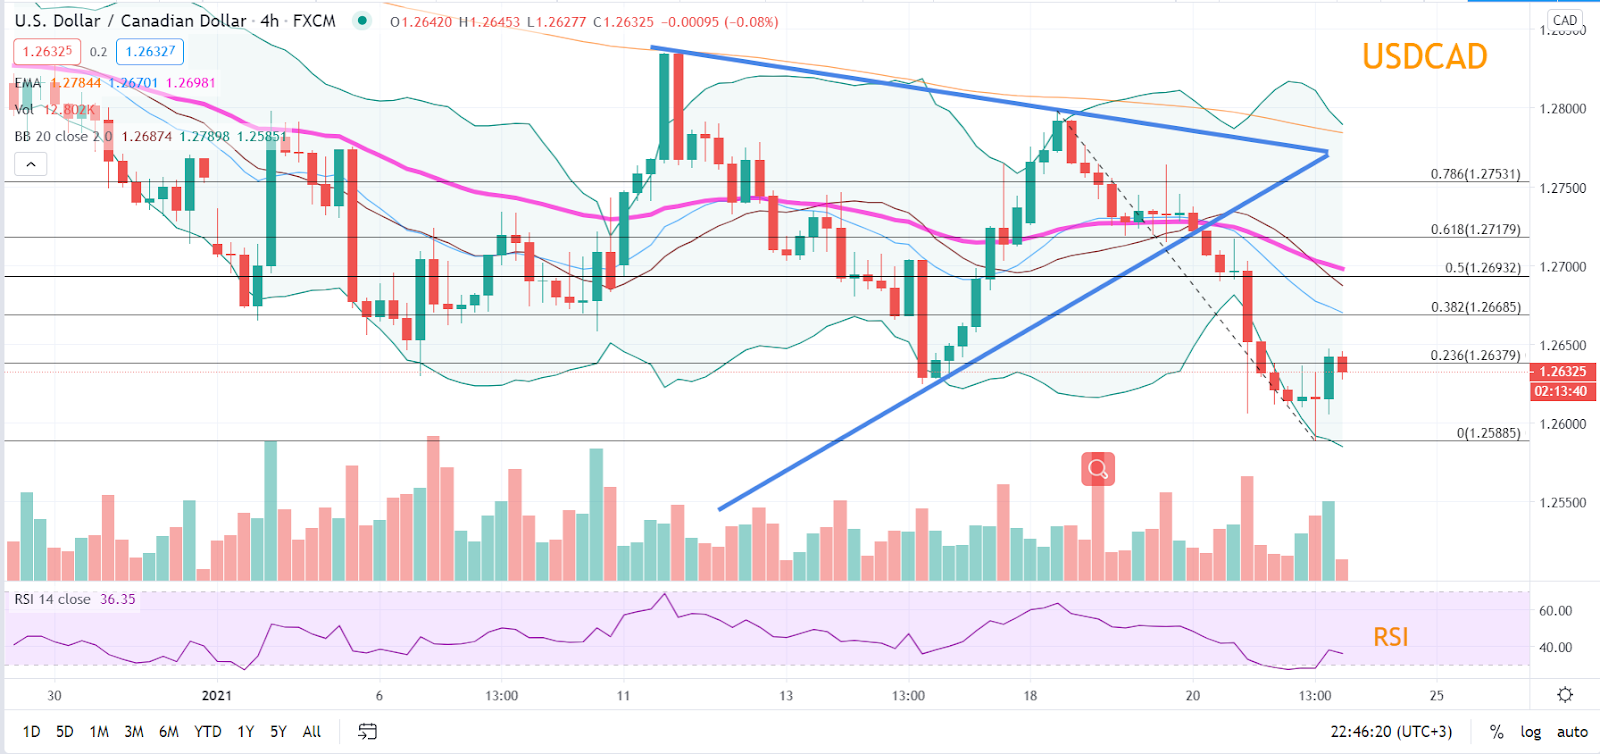 U.S. Dollar / Canadian Dollar · 4h · FXCM O1.26420 H1.26453 L1.26277 C1.26325 −0.00095 (−0.08%)
CAD
1.26325 0.2 1.26327
USDCAD
EMA 1.27844 1.26701 1.26981
Vol 12.802K
BB 20 close 2.0 1.26874 1.27898 1.25851
1.28500
1.28000
0.786(1.27531)
1.27500
0.618(1.27179)
0.5(1.26932)
1.27000
0.382(1.26685)
0.236(1.26379)
1.26500
1.26325
02:13:40
0(1.25885)
1.26000
1.25500
RSI 14 close 36.35
60.00
RSI
40.00
30 2021 6 13:00 11 13 13:00 18 20 13:00 25
1D 5D 1M 3M 6M YTD 1Y 5Y All 22:46:20 (UTC+3) % log auto